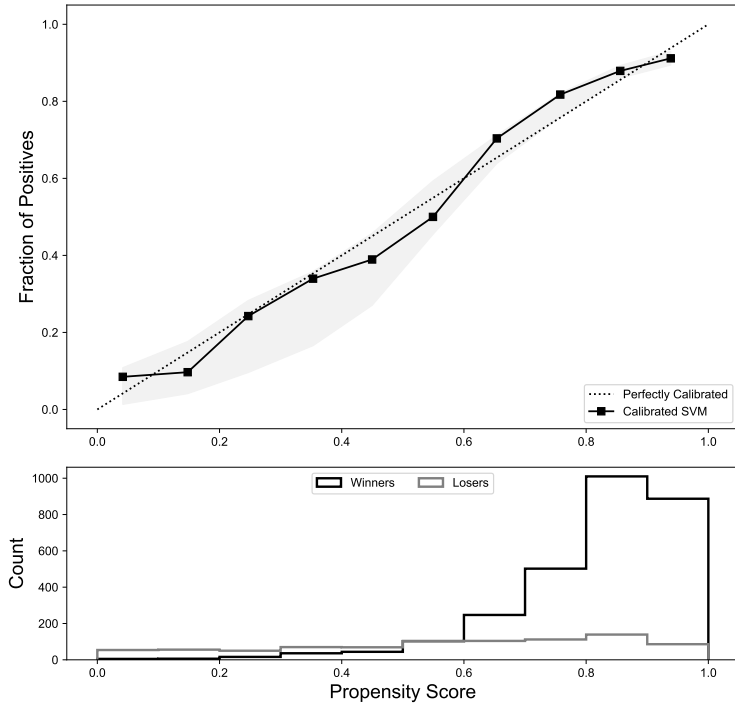 Fraction of Positives
1.0
0.8
0.6
0.4
0.2
0.0
Perfectly Calibrated
Calibrated SVM
0.0 0.2 0.4 0.6 0.8 1.0
Count
1000
800
600
400
200
0
Winners Losers
0.0 0.2 0.4 0.6 0.8 1.0
Propensity Score